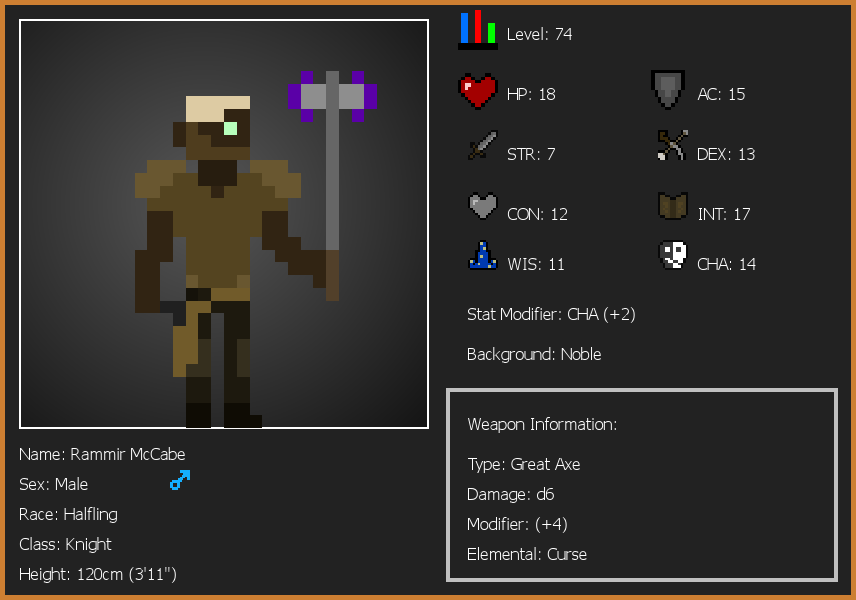 Level: 74
HP: 18
AC: 15
STR: 7
DEX: 13
CON: 12
INT: 17
WIS: 11
CHA: 14
Stat Modifier: CHA (+2)
Background: Noble
Weapon Information:
Type: Great Axe
Damage: d6
Modifier: (+4)
Elemental: Curse
Name: Rammir McCabe
Sex: Male
Race: Halfling
Class: Knight
Height: 120cm (3'11")